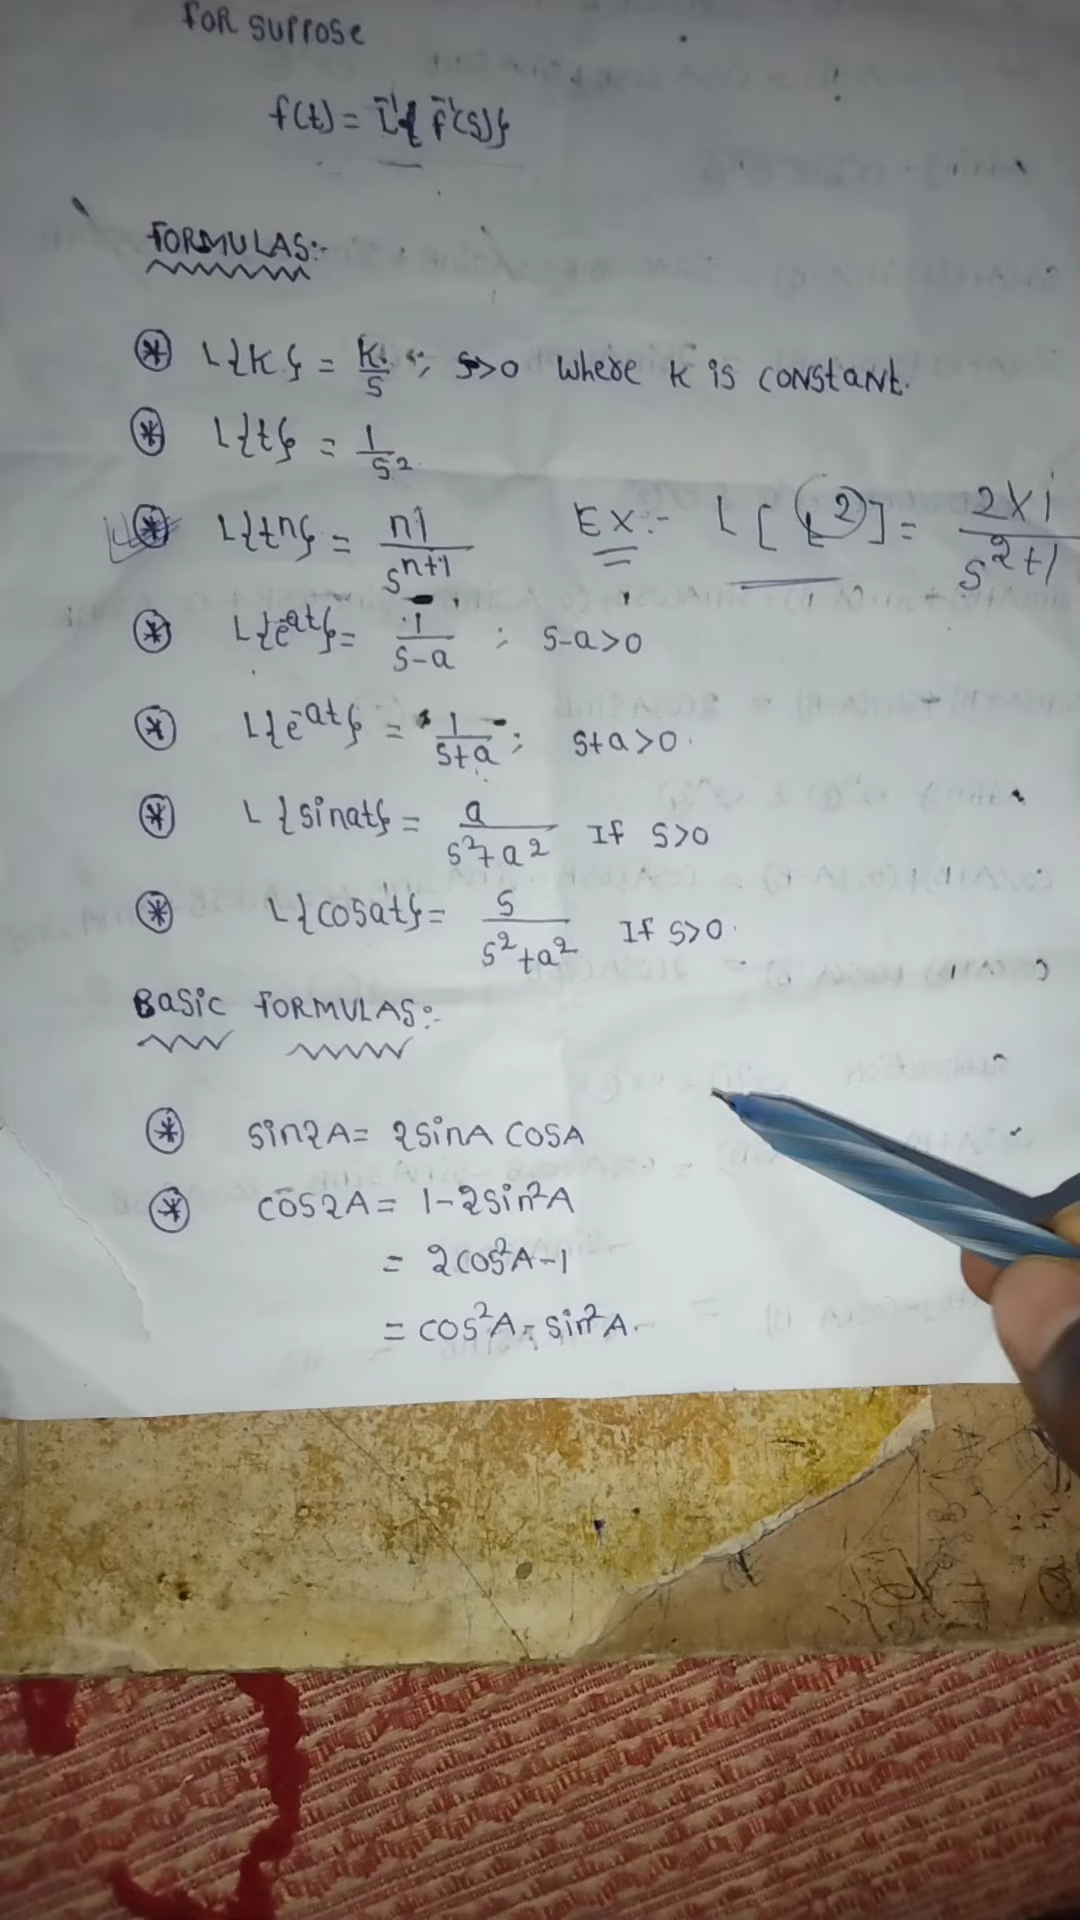 FOR SUPPOSE
f(t) = L̄¹{ f̄(s)}
FORMULAS:-
* L{K} = K/s ; s>0 where K is constant.
* L{t} = 1/s²
* L{tⁿ} = n!/sⁿ⁺¹ Ex:- L[t²] = 2×1/s²⁺¹
* L{e^at} = 1/s-a ; s-a>0
* L{e^-at} = 1/s+a ; s+a>0.
* L{sinat} = a/s²+a² If s>0
* L{cosat} = s/s²+a² If s>0.
BASIC FORMULAS:-
* sin2A = 2sinA cosA
* cos2A = 1-2sin²A
= 2cos²A-1
= cos²A-sin²A.